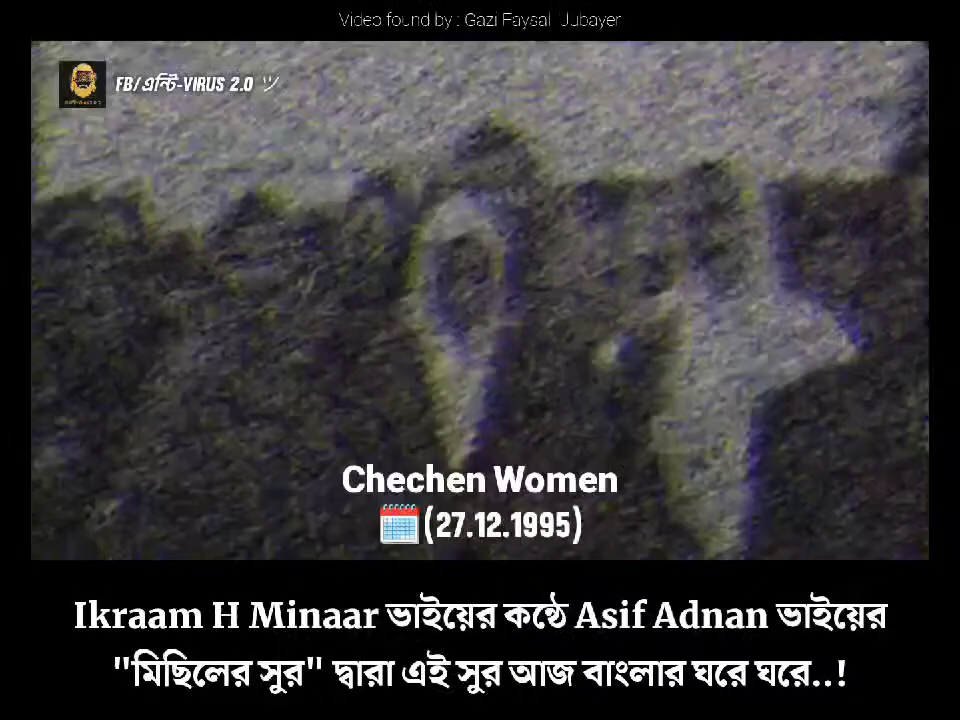 Video found by : Gazi Faysal Jubayer
FB/এন্টি-VIRUS 2.0 ツ
Chechen Women
(27.12.1995)
Ikraam H Minaar ভাইয়ের কন্ঠে Asif Adnan ভাইয়ের
"মিছিলের সুর" দ্বারা এই সুর আজ বাংলার ঘরে ঘরে..!